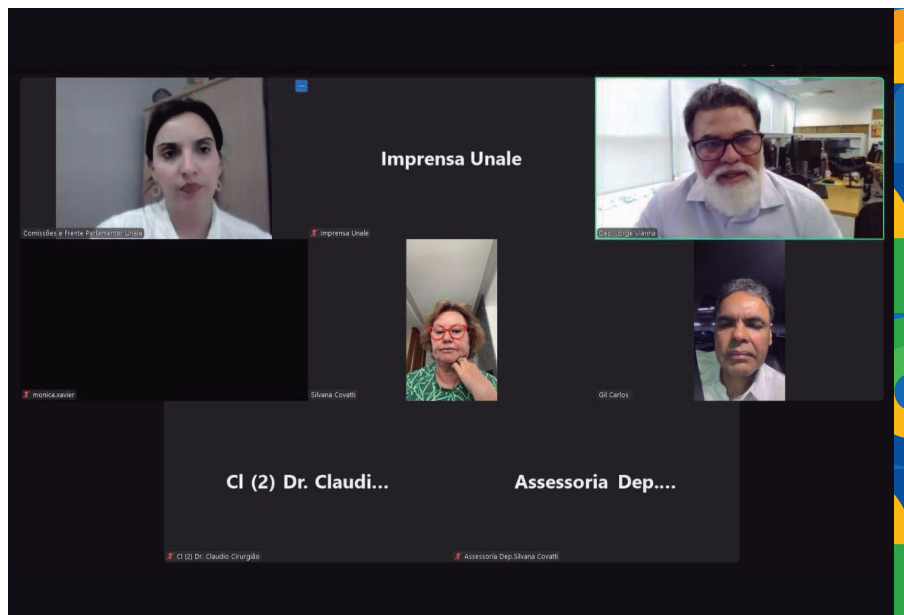 Imprensa Unale
Comissões e Frente Parlamentar Unale
Imprensa Unale
Dep. Jorge Vianna
monica.xavier
Silvana Covatti
Gil Carlos
Cl (2) Dr. Claudi...
Assessoria Dep....
Cl (2) Dr. Claudio Cirurgião
Assessoria Dep.Silvana Covatti